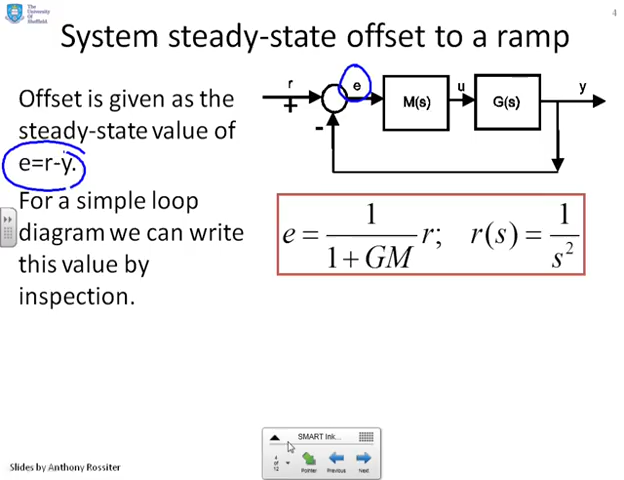 The
University
Of
Sheffield.
4
System steady-state offset to a ramp
Offset is given as the
steady-state value of
e=r-y.
For a simple loop
diagram we can write
this value by
inspection.
r
+
-
e
M(s)
u
G(s)
y
e = 1 / (1 + GM) r; r(s) = 1 / s²
SMART Ink...
4
of
12
Pointer
Previous
Next
Slides by Anthony Rossiter